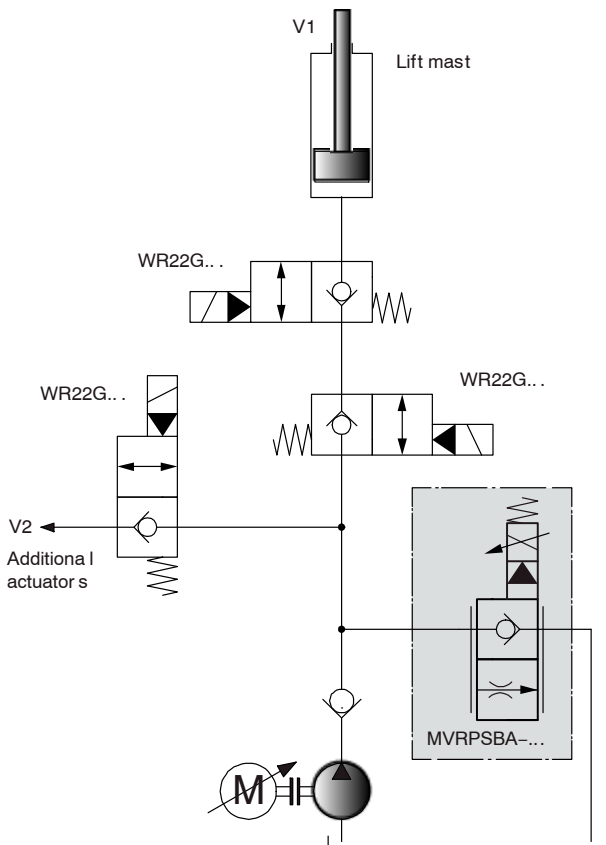 V1
Lift mast
WR22G.. .
WR22G.. .
WR22G.. .
V2
Additiona l
actuator s
MVRPSBA–...
M